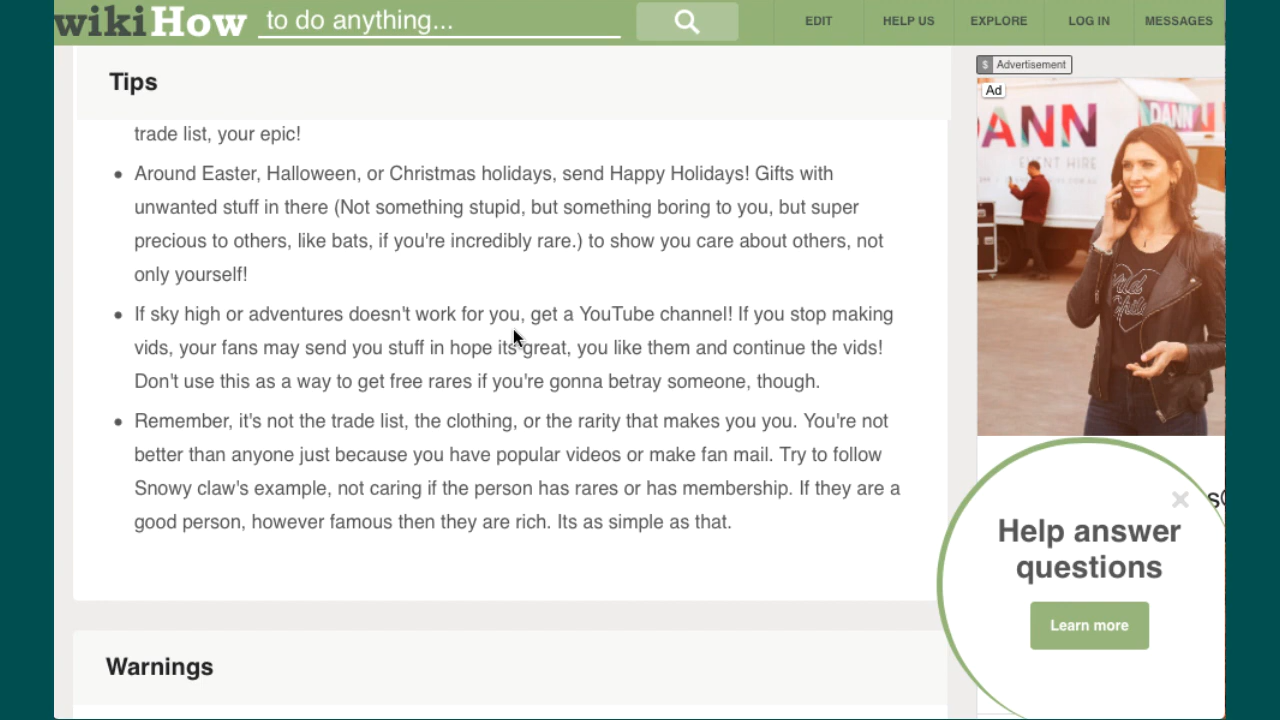 wikiHow to do anything...
EDIT
HELP US
EXPLORE
LOG IN
MESSAGES
Tips
trade list, your epic!
Around Easter, Halloween, or Christmas holidays, send Happy Holidays! Gifts with
unwanted stuff in there (Not something stupid, but something boring to you, but super
precious to others, like bats, if you're incredibly rare.) to show you care about others, not
only yourself!
If sky high or adventures doesn't work for you, get a YouTube channel! If you stop making
vids, your fans may send you stuff in hope its great, you like them and continue the vids!
Don't use this as a way to get free rares if you're gonna betray someone, though.
Remember, it's not the trade list, the clothing, or the rarity that makes you you. You're not
better than anyone just because you have popular videos or make fan mail. Try to follow
Snowy claw's example, not caring if the person has rares or has membership. If they are a
good person, however famous then they are rich. Its as simple as that.
Warnings
$ Advertisement
Ad
DANN
EVENT HIRE
DANN
Help answer
questions
Learn more